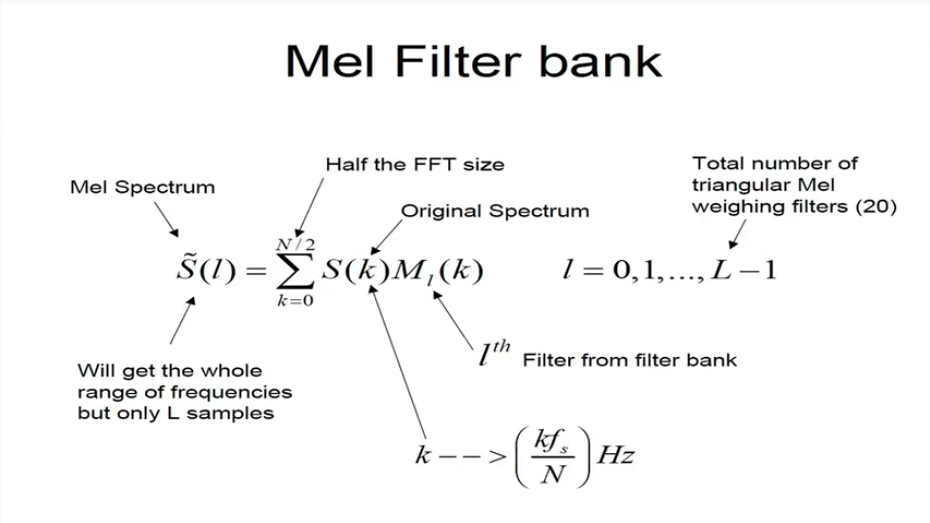 Mel Filter bank
Half the FFT size
Total number of
triangular Mel
weighing filters (20)
Mel Spectrum
Original Spectrum
S̃(l) = ∑_{k=0}^{N/2} S(k)M_l(k)    l = 0,1,..., L − 1
l^{th} Filter from filter bank
Will get the whole
range of frequencies
but only L samples
k − − > (kf_s / N) Hz